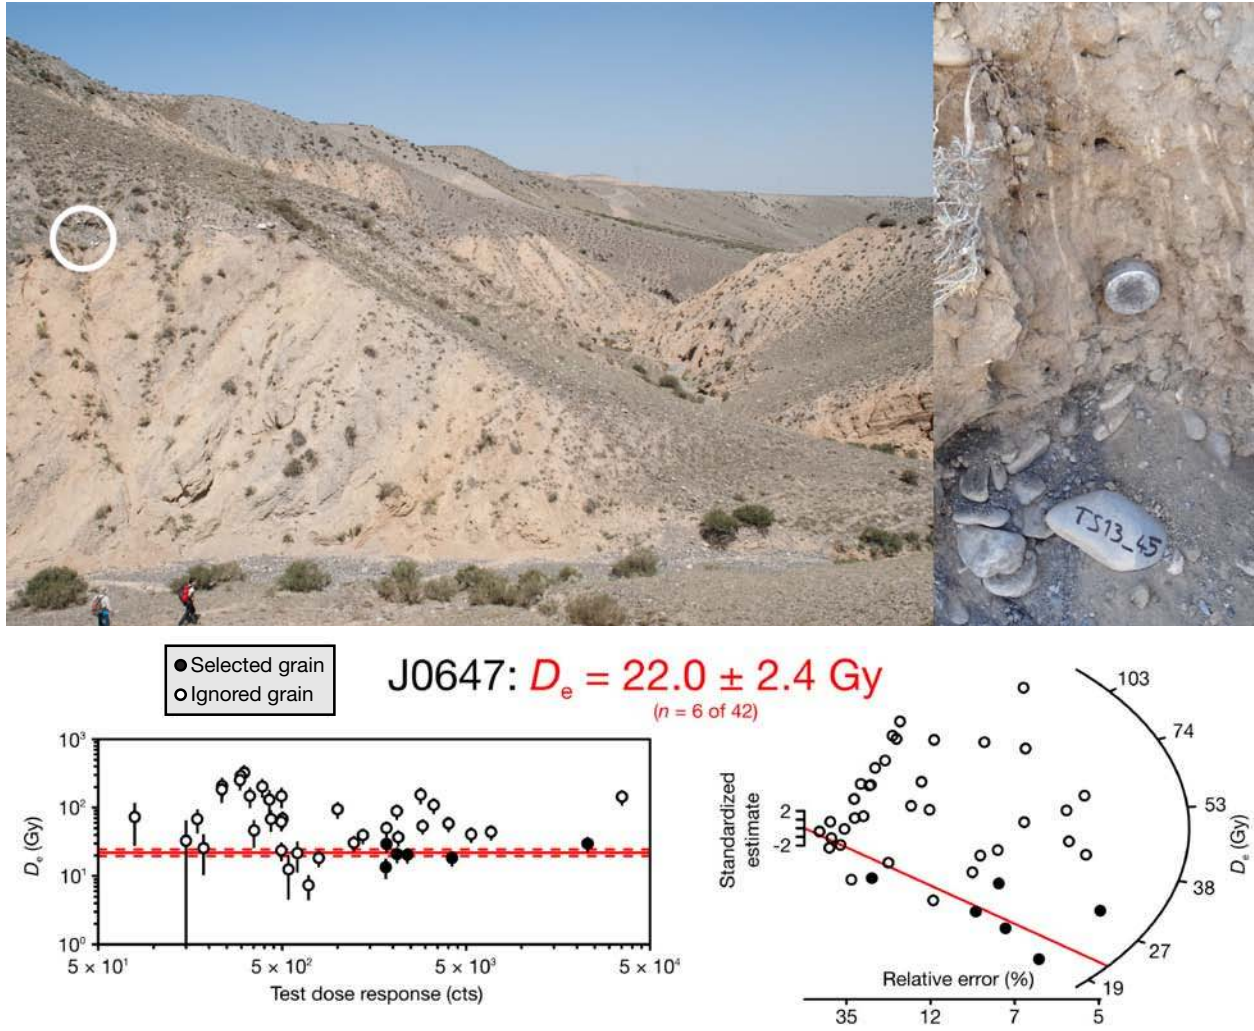 TS13_45
Selected grain
Ignored grain
J0647: Dₑ = 22.0 ± 2.4 Gy
(n = 6 of 42)
Dₑ (Gy)
10³
10²
10¹
10⁰
5 × 10¹
5 × 10²
5 × 10³
5 × 10⁴
Test dose response (cts)
Standardized
estimate
2
-2
103
74
53
38
27
19
Dₑ (Gy)
Relative error (%)
35
12
7
5